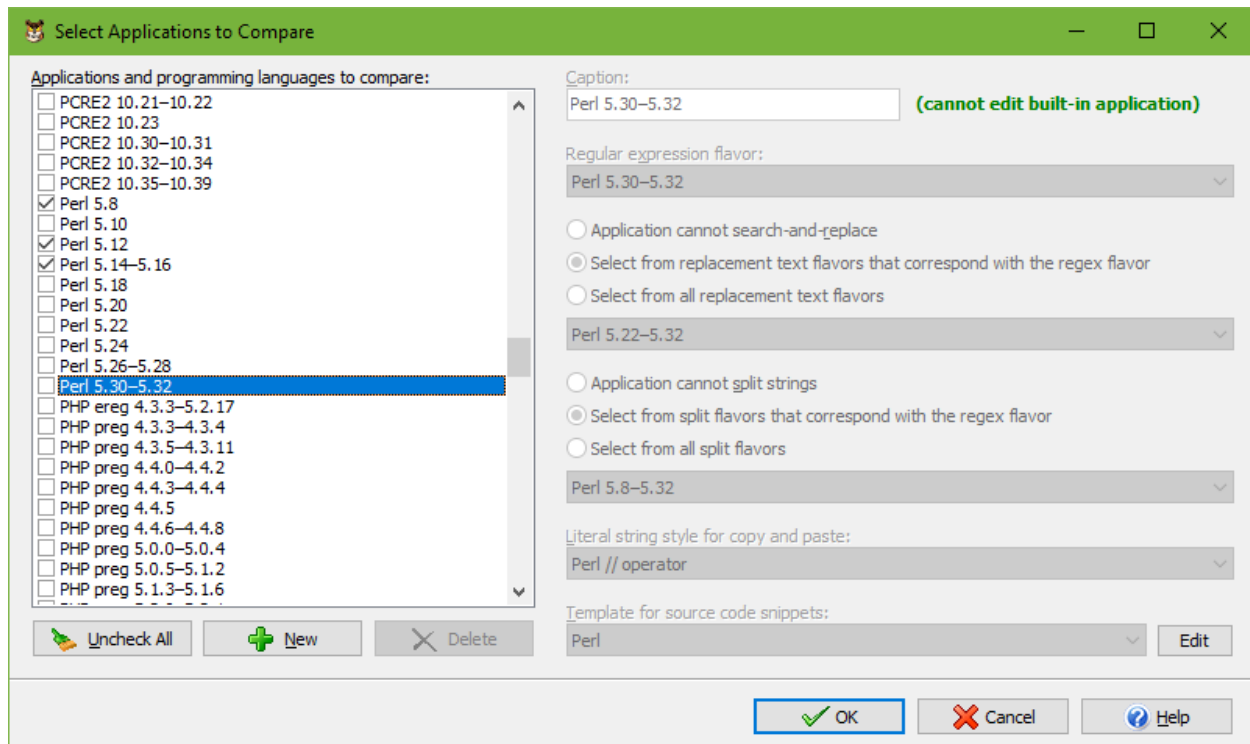 Select Applications to Compare
Applications and programming languages to compare:
PCRE2 10.21–10.22
PCRE2 10.23
PCRE2 10.30–10.31
PCRE2 10.32–10.34
PCRE2 10.35–10.39
Perl 5.8
Perl 5.10
Perl 5.12
Perl 5.14–5.16
Perl 5.18
Perl 5.20
Perl 5.22
Perl 5.24
Perl 5.26–5.28
Perl 5.30–5.32
PHP ereg 4.3.3–5.2.17
PHP preg 4.3.3–4.3.4
PHP preg 4.3.5–4.3.11
PHP preg 4.4.0–4.4.2
PHP preg 4.4.3–4.4.4
PHP preg 4.4.5
PHP preg 4.4.6–4.4.8
PHP preg 5.0.0–5.0.4
PHP preg 5.0.5–5.1.2
PHP preg 5.1.3–5.1.6
Uncheck All
New
Delete
Caption:
Perl 5.30–5.32
(cannot edit built-in application)
Regular expression flavor:
Perl 5.30–5.32
Application cannot search-and-replace
Select from replacement text flavors that correspond with the regex flavor
Select from all replacement text flavors
Perl 5.22–5.32
Application cannot split strings
Select from split flavors that correspond with the regex flavor
Select from all split flavors
Perl 5.8–5.32
Literal string style for copy and paste:
Perl // operator
Template for source code snippets:
Perl
Edit
OK
Cancel
Help